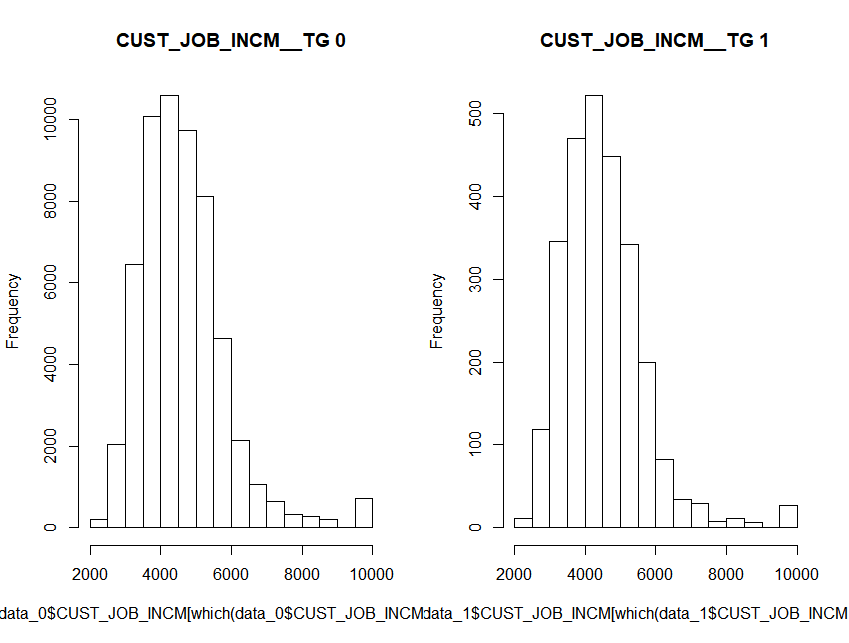 CUST_JOB_INCM__TG 0
Frequency
10000
8000
6000
4000
2000
0
2000 4000 6000 8000 10000
data_0$CUST_JOB_INCM[which(data_0$CUST_JOB_INCM
CUST_JOB_INCM__TG 1
Frequency
500
400
300
200
100
0
2000 4000 6000 8000 10000
data_1$CUST_JOB_INCM[which(data_1$CUST_JOB_INCM